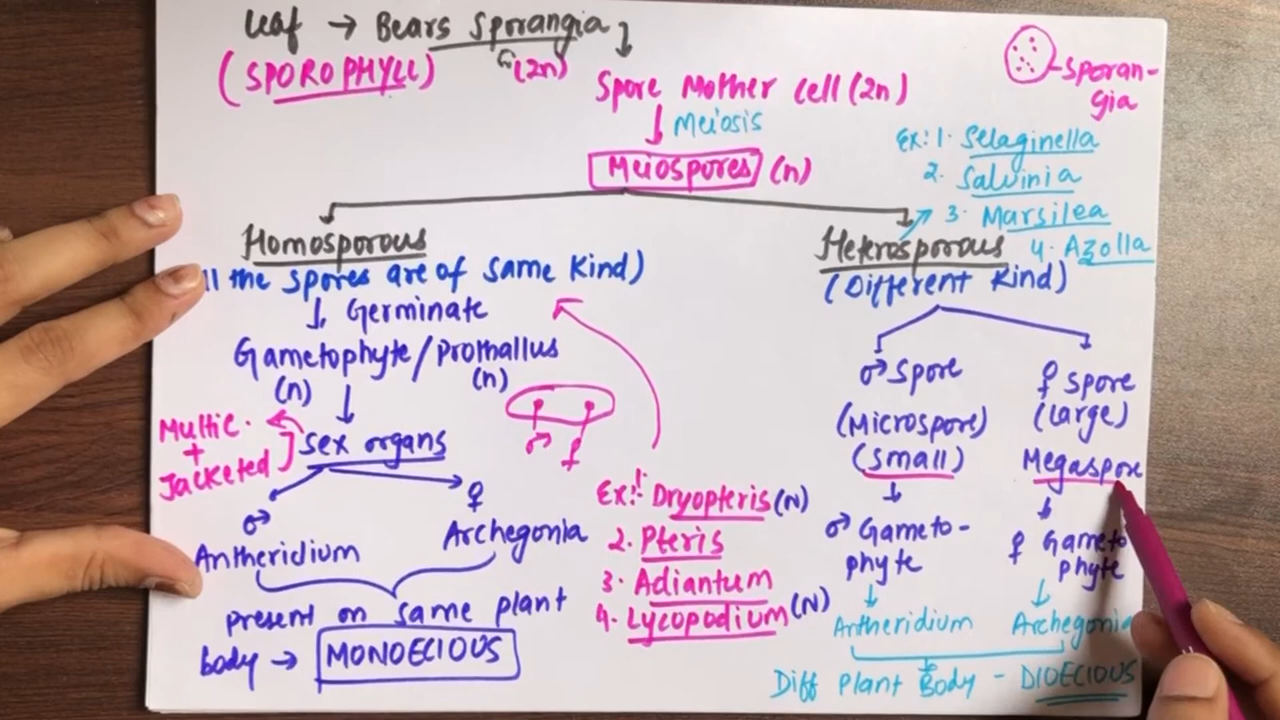 Leaf → Bears Sporangia
(SPOROPHYLL) (2n)
Sporan-
gia
Spore Mother Cell (2n)
↓ Meiosis
Meiospores (n)
Ex: 1. Selaginella
2. Salvinia
3. Marsilea
4. Azolla
Homosporous
ll the spores are of same kind)
↓ Germinate
Gametophyte/Prothallus
(n) (n)
Multic.
+
Jacketed
Sex organs
♂ ♀
♂
Antheridium
♀
Archegonia
present on same plant
body → MONOECIOUS
Ex: 1. Dryopteris (N)
2. Pteris
3. Adiantum
4. Lycopodium (N)
Heterosporous
(Different Kind)
♂ Spore
(Microspore)
(small)
↓
♂ Gameto-
phyte
↓
Antheridium
♀ Spore
(Large)
Megaspore
↓
♀ Gameto
phyte
↓
Archegonia
Diff Plant Body - DIOECIOUS